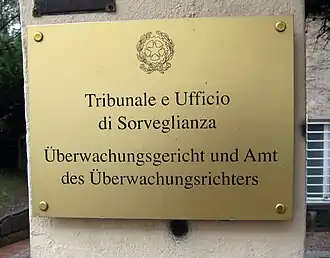 Tribunale e Ufficio
di Sorveglianza
Überwachungsgericht und Amt
des Überwachungsrichters